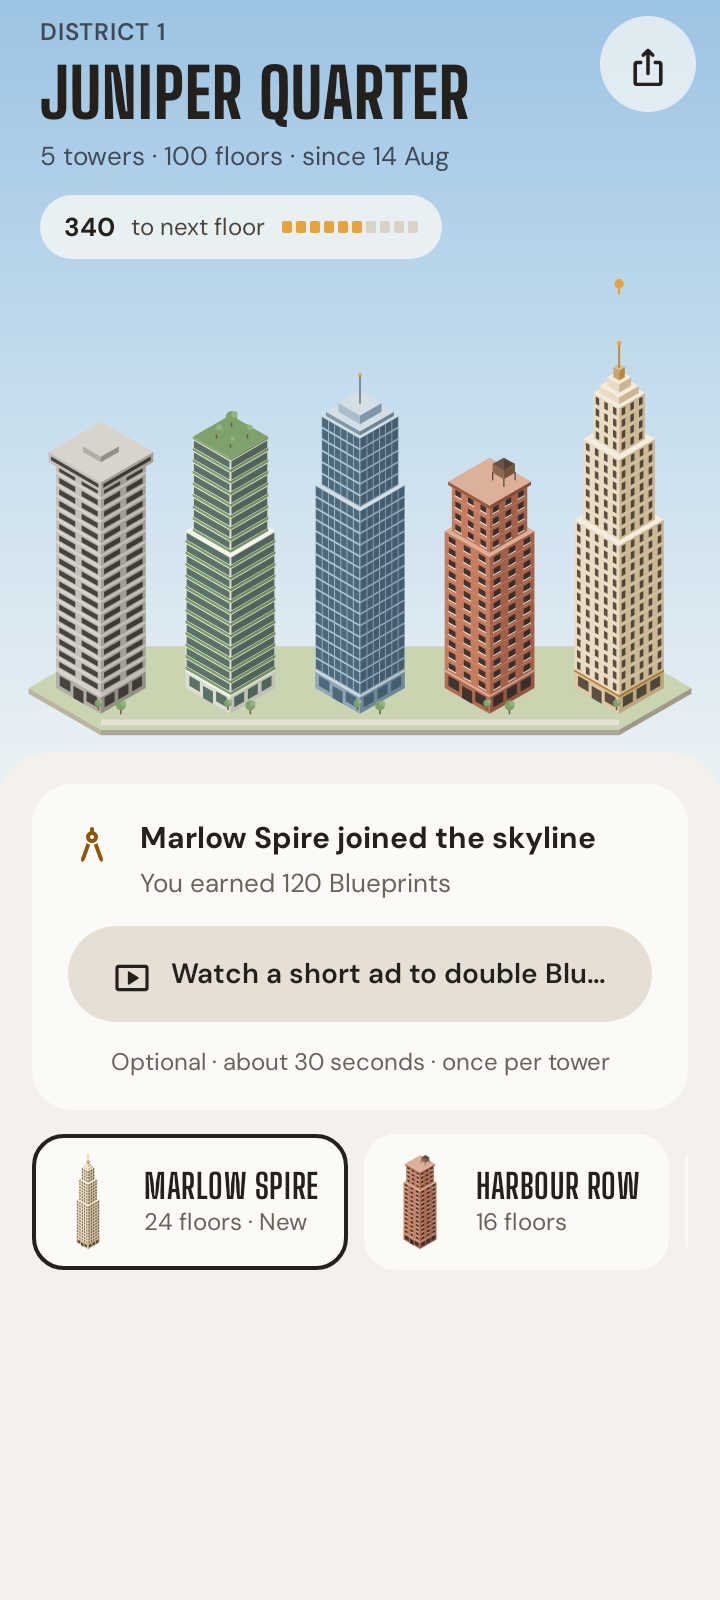 DISTRICT 1
JUNIPER QUARTER
5 towers · 100 floors · since 14 Aug
340 to next floor
Marlow Spire joined the skyline
You earned 120 Blueprints
Watch a short ad to double Blu...
Optional · about 30 seconds · once per tower
MARLOW SPIRE
24 floors · New
HARBOUR ROW
16 floors